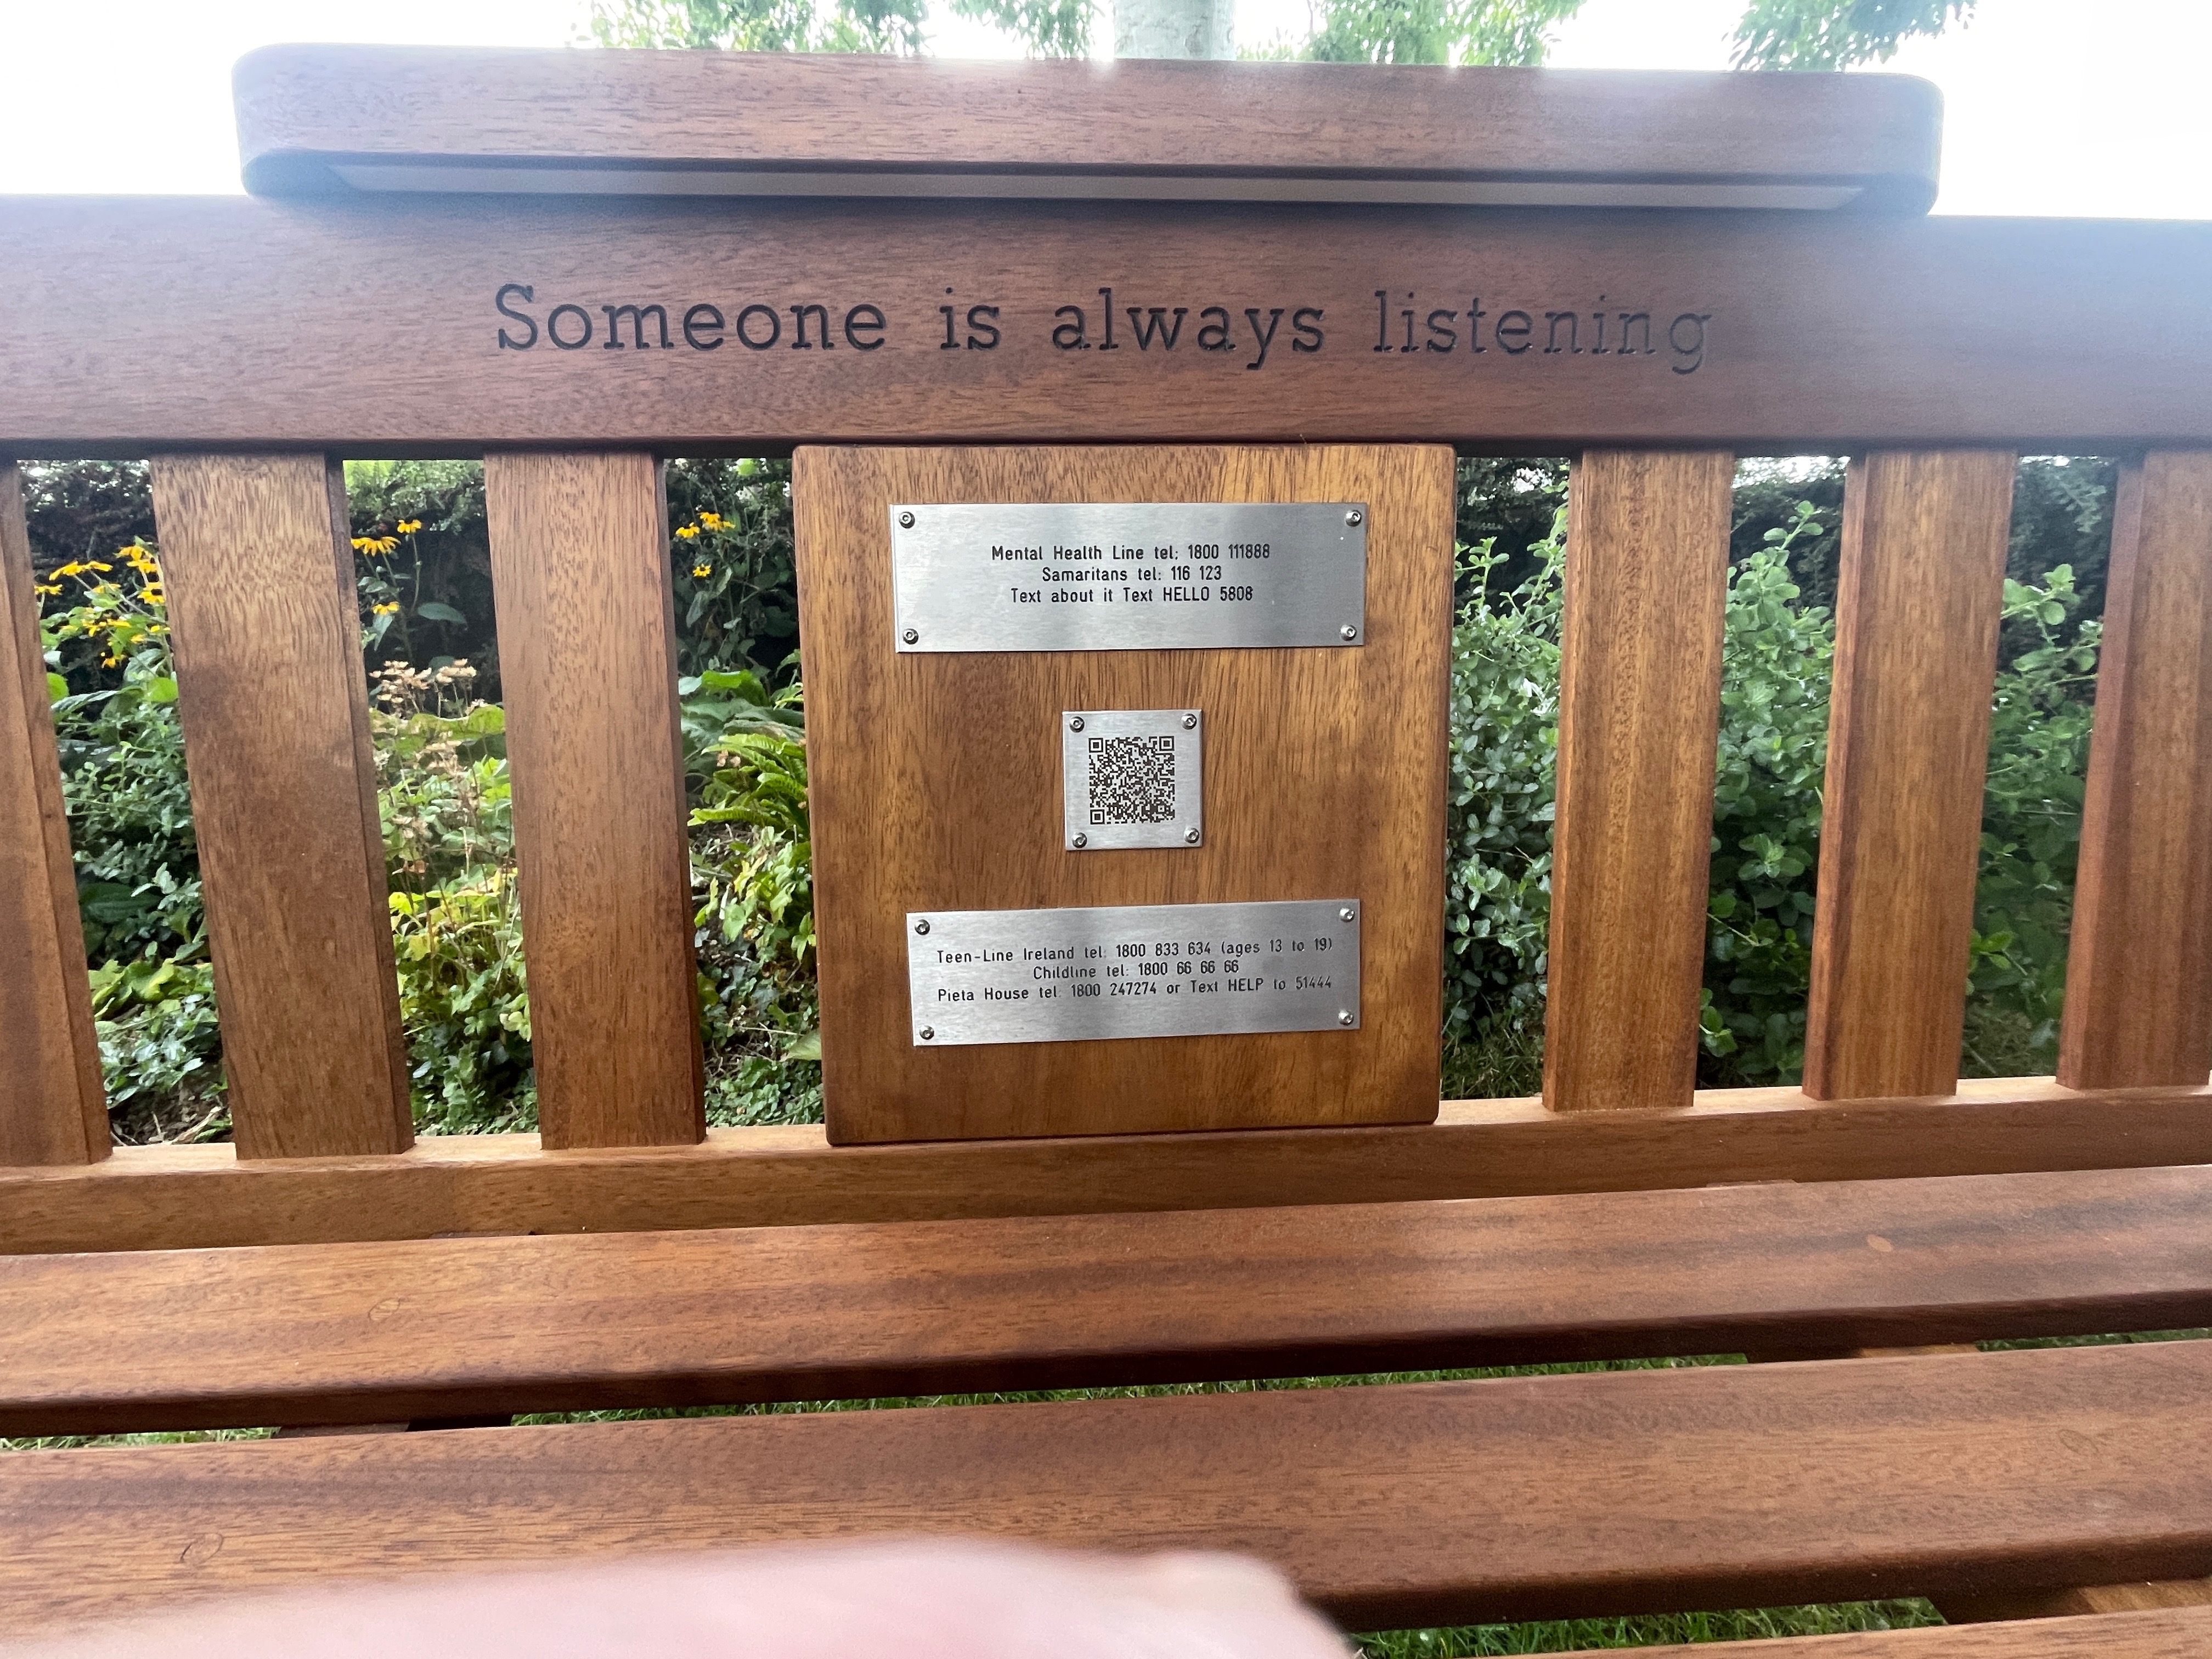 Someone is always listening
Mental Health Line tel: 1800 111888
Samaritans tel: 116 123
Text about it Text HELLO 5808
Teen-Line Ireland tel: 1800 833 634 (ages 13 to 19)
Childline tel: 1800 66 66 66
Pieta House tel: 1800 247274 or Text HELP to 51444